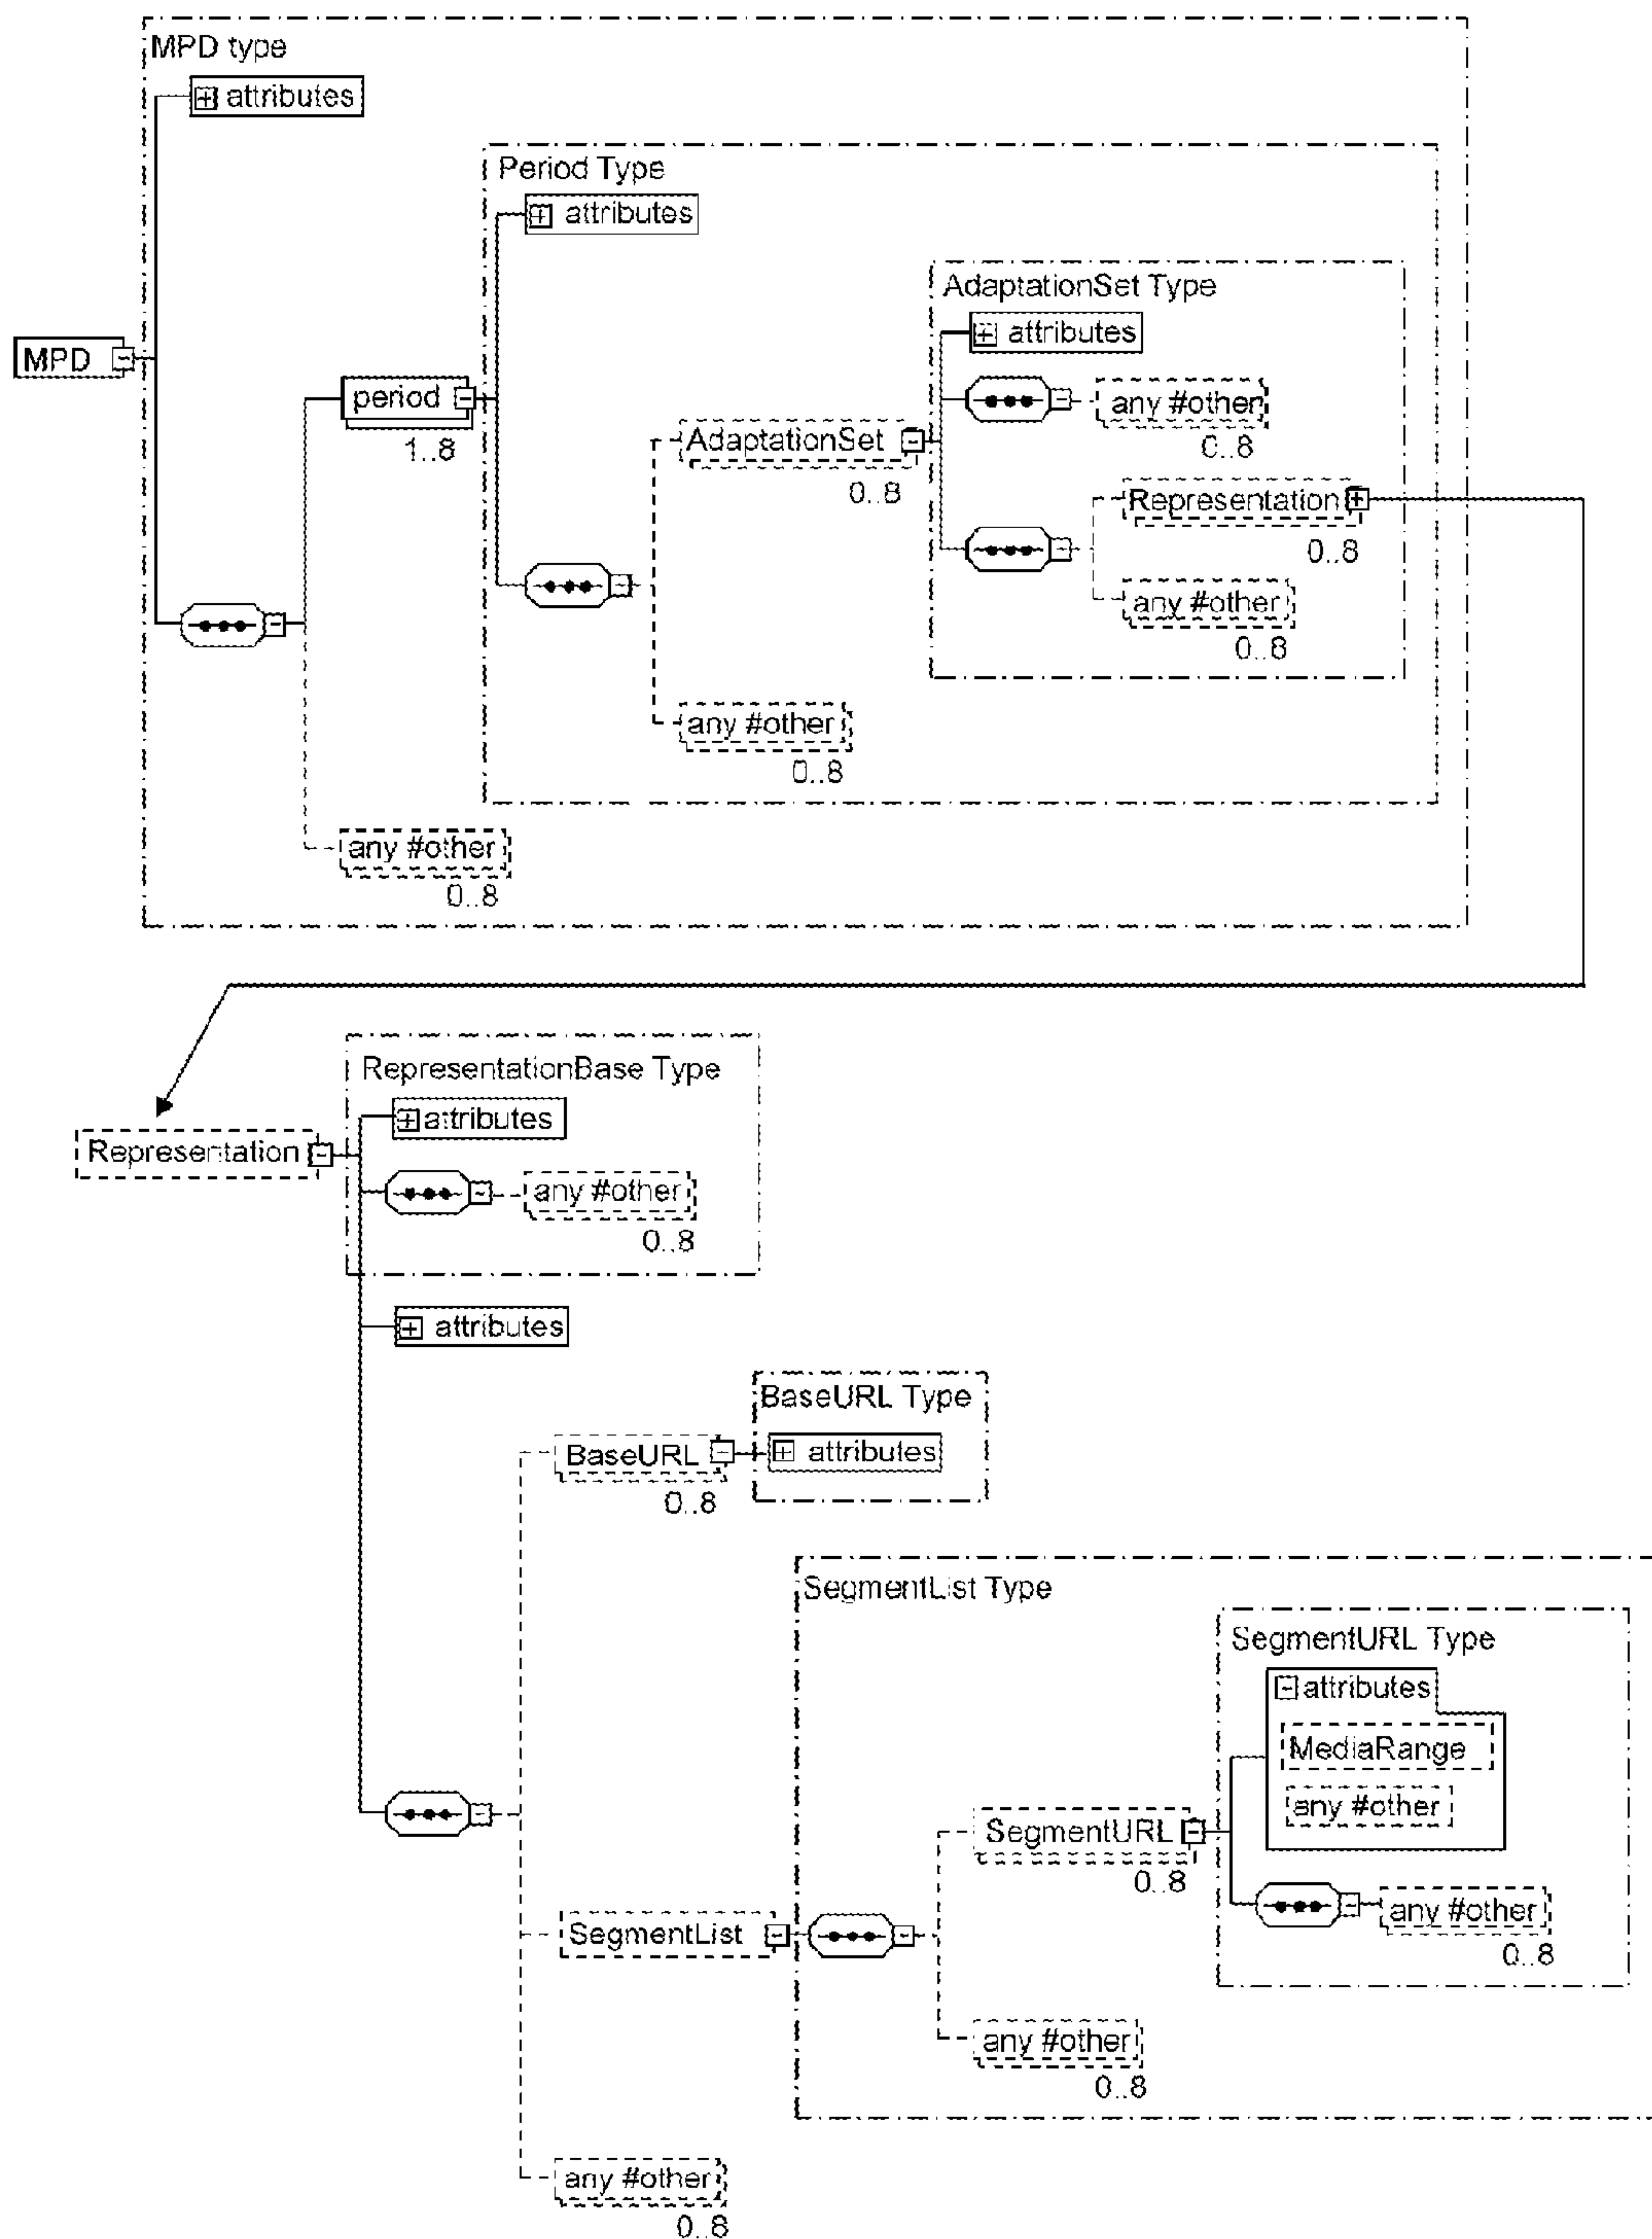 MPD type
attributes
Period Type
attributes
AdaptationSet Type
attributes
MPD
period
1..8
any #other
0..8
AdaptationSet
0..8
Representation
0..8
any #other
0..8
any #other
0..8
any #other
0..8
RepresentationBase Type
attributes
Representation
any #other
0..8
attributes
BaseURL Type
BaseURL
attributes
0..8
SegmentList Type
SegmentURL Type
attributes
MediaRange
any #other
SegmentURL
0..8
any #other
0..8
SegmentList
any #other
0..8
any #other
0..8